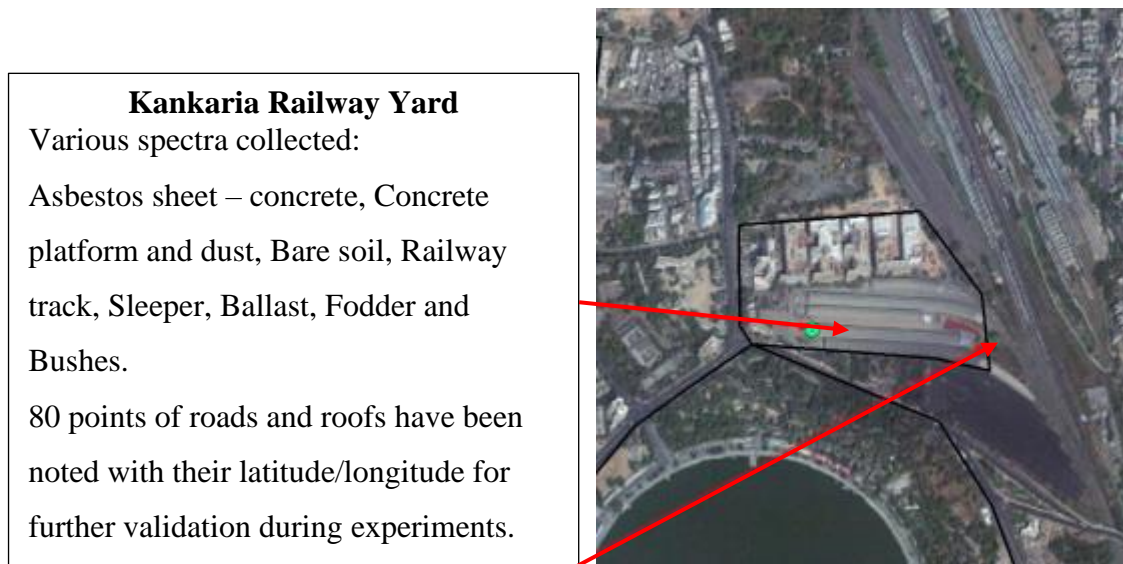 Kankaria Railway Yard
Various spectra collected:
Asbestos sheet – concrete, Concrete
platform and dust, Bare soil, Railway
track, Sleeper, Ballast, Fodder and
Bushes.
80 points of roads and roofs have been
noted with their latitude/longitude for
further validation during experiments.